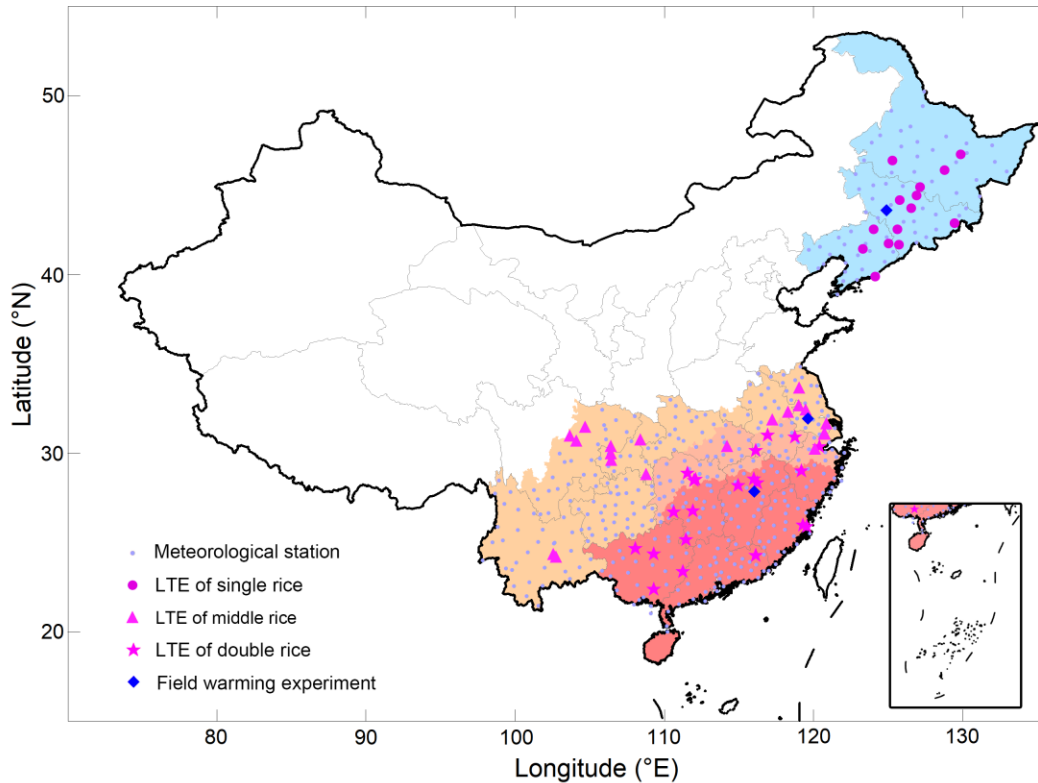 50
40
30
20
Latitude (°N)
Meteorological station
LTE of single rice
LTE of middle rice
LTE of double rice
Field warming experiment
80 90 100 110 120 130
Longitude (°E)